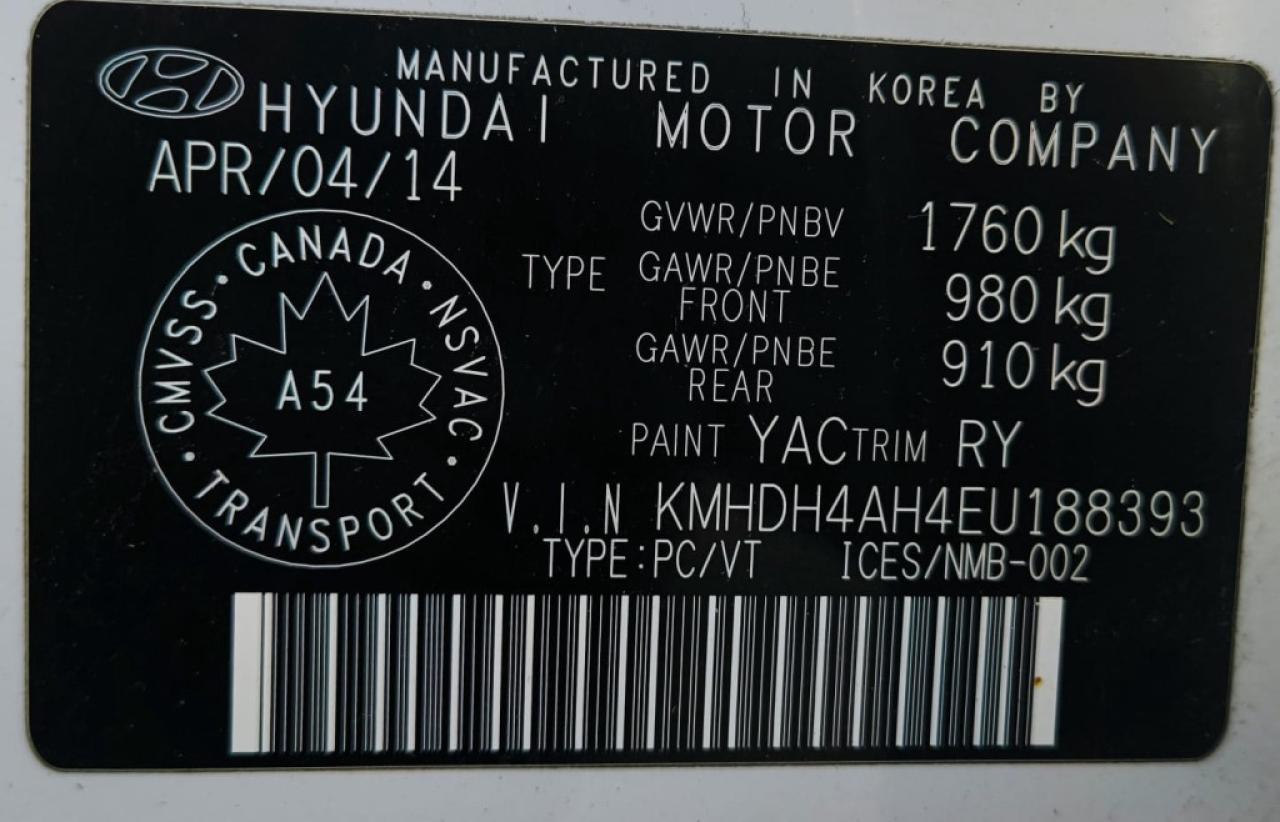 MANUFACTURED IN KOREA BY
HYUNDAI MOTOR COMPANY
APR/04/14
GVWR/PNBV 1760 kg
TYPE GAWR/PNBE FRONT 980 kg
GAWR/PNBE REAR 910 kg
CMVSS · CANADA · NSVAC · TRANSPORT ·
A54
PAINT YAC TRIM RY
V.I.N KMHDH4AH4EU188393
TYPE:PC/VT ICES/NMB-002